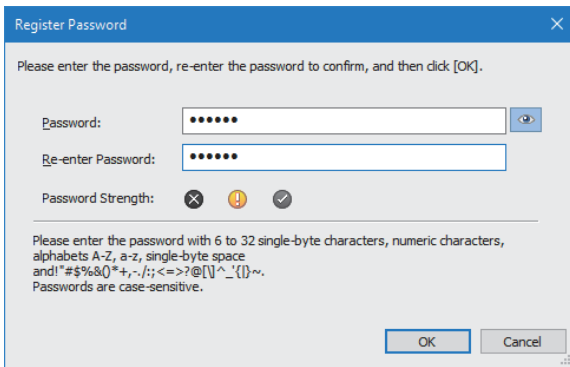 Register Password
Please enter the password, re-enter the password to confirm, and then click [OK].
Password: ••••••
Re-enter Password: ••••••
Password Strength:
Please enter the password with 6 to 32 single-byte characters, numeric characters,
alphabets A-Z, a-z, single-byte space
and!"#$%&()*+,-./:;<=>?@[\]^_'{|}~.
Passwords are case-sensitive.
OK Cancel